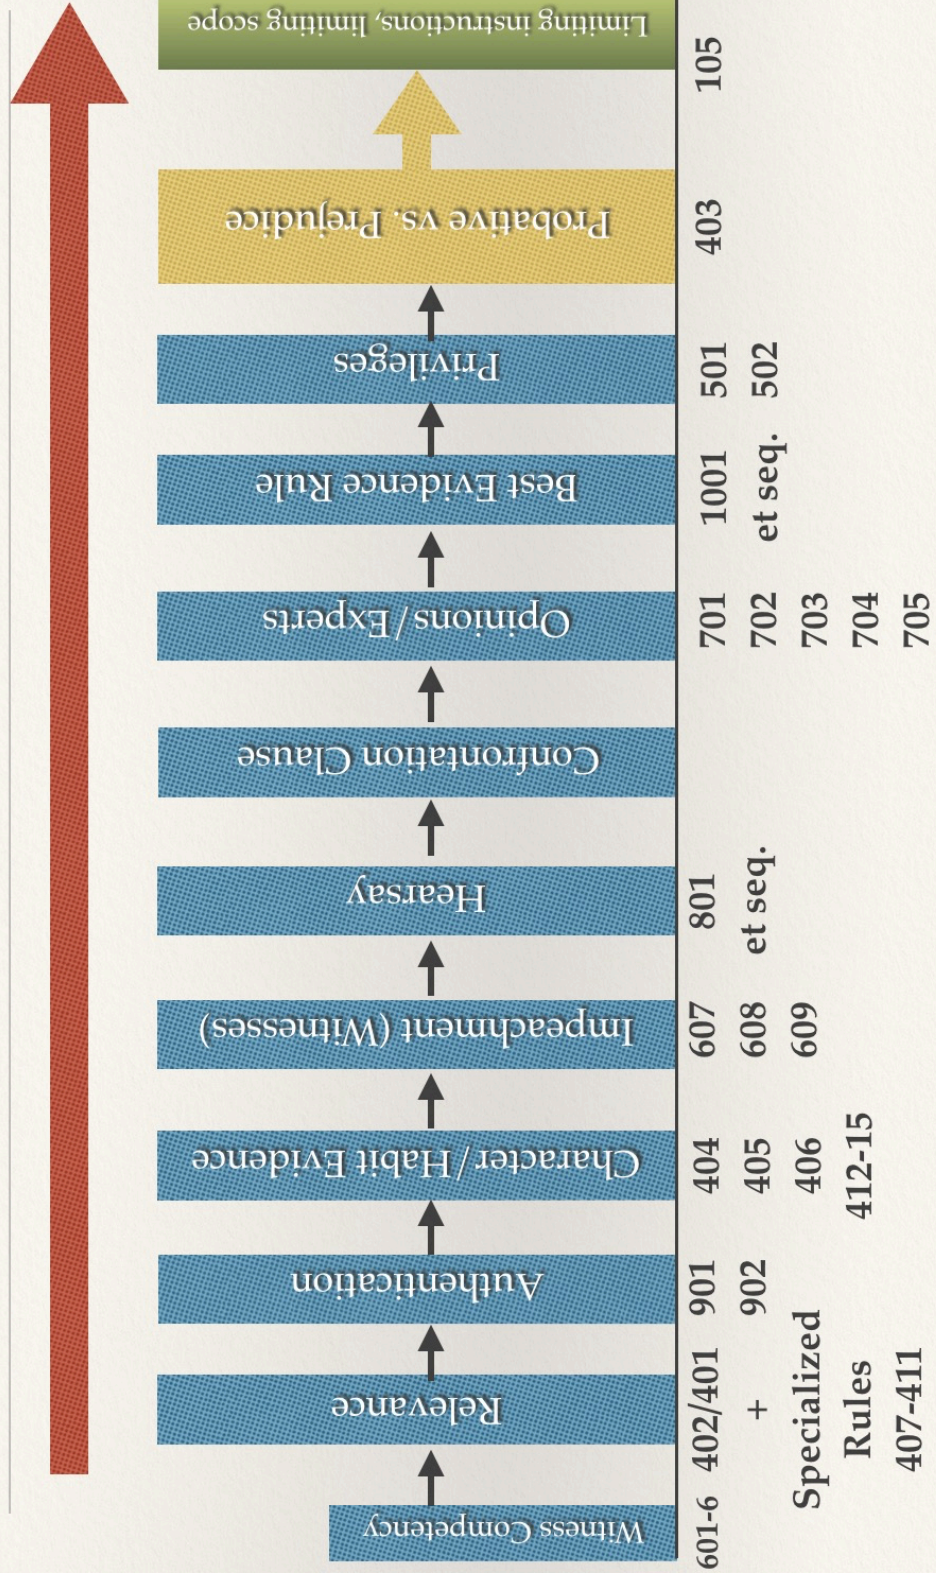 Witness Competency
601-6
Relevance
402/401
+
Specialized
Rules
407-411
Authentication
901
902
Character/Habit Evidence
404
405
406
412-15
Impeachment (Witnesses)
607
608
609
Hearsay
801
et seq.
Confrontation Clause
Opinions/Experts
701
702
703
704
705
Best Evidence Rule
1001
et seq.
Privileges
501
502
Probative vs. Prejudice
403
Limiting instructions, limiting scope
105